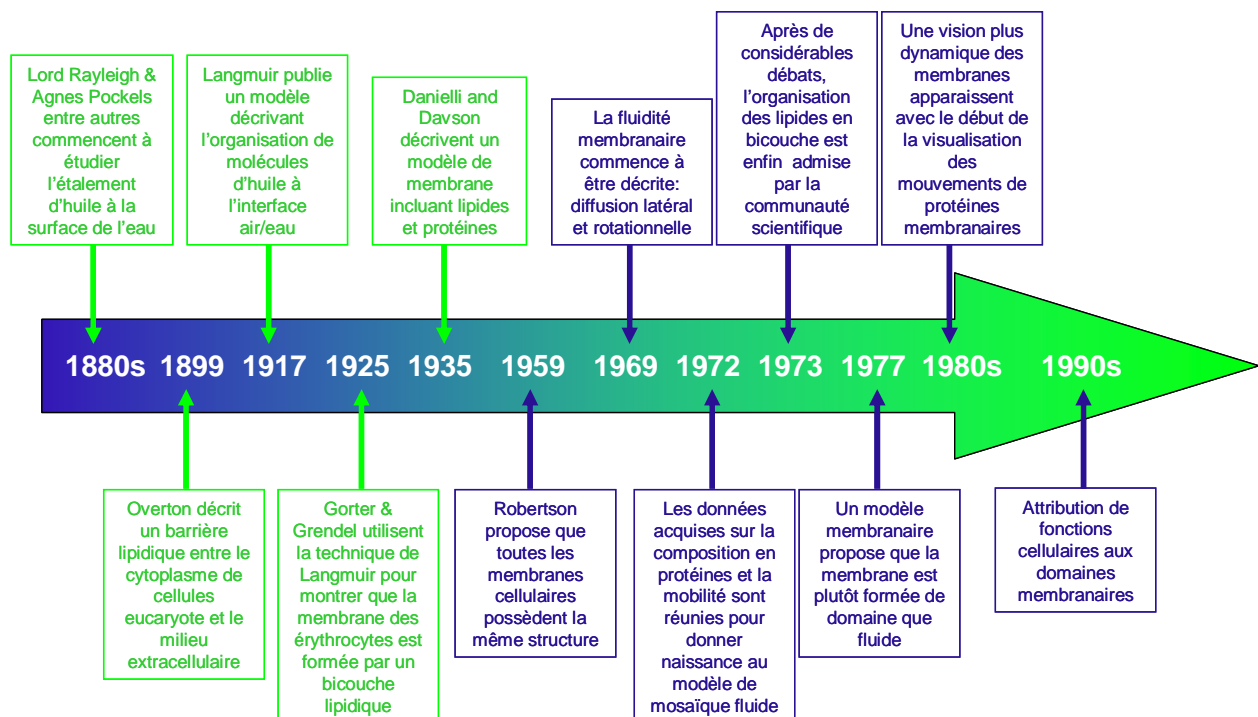 Lord Rayleigh &
Agnes Pockels
entre autres
commencent à
étudier
l'étalement
d'huile à la
surface de l'eau
Langmuir publie
un modèle
décrivant
l'organisation de
molécules
d'huile à
l'interface
air/eau
Danielli and
Davson
décrivent un
modèle de
membrane
incluant lipides
et protéines
La fluidité
membranaire
commence à
être décrite:
diffusion latéral
et rotationnelle
Après de
considérables
débats,
l'organisation
des lipides en
bicouche est
enfin admise
par la
communauté
scientifique
Une vision plus
dynamique des
membranes
apparaissent
avec le début de
la visualisation
des
mouvements de
protéines
membranaires
1880s 1899 1917 1925 1935 1959 1969 1972 1973 1977 1980s 1990s
Overton décrit
un barrière
lipidique entre le
cytoplasme de
cellules
eucaryote et le
milieu
extracellulaire
Gorter &
Grendel utilisent
la technique de
Langmuir pour
montrer que la
membrane des
érythrocytes est
formée par un
bicouche
lipidique
Robertson
propose que
toutes les
membranes
cellulaires
possèdent la
même structure
Les données
acquises sur la
composition en
protéines et la
mobilité sont
réunies pour
donner
naissance au
modèle de
mosaïque fluide
Un modèle
membranaire
propose que la
membrane est
plutôt formée de
domaine que
fluide
Attribution de
fonctions
cellulaires aux
domaines
membranaires